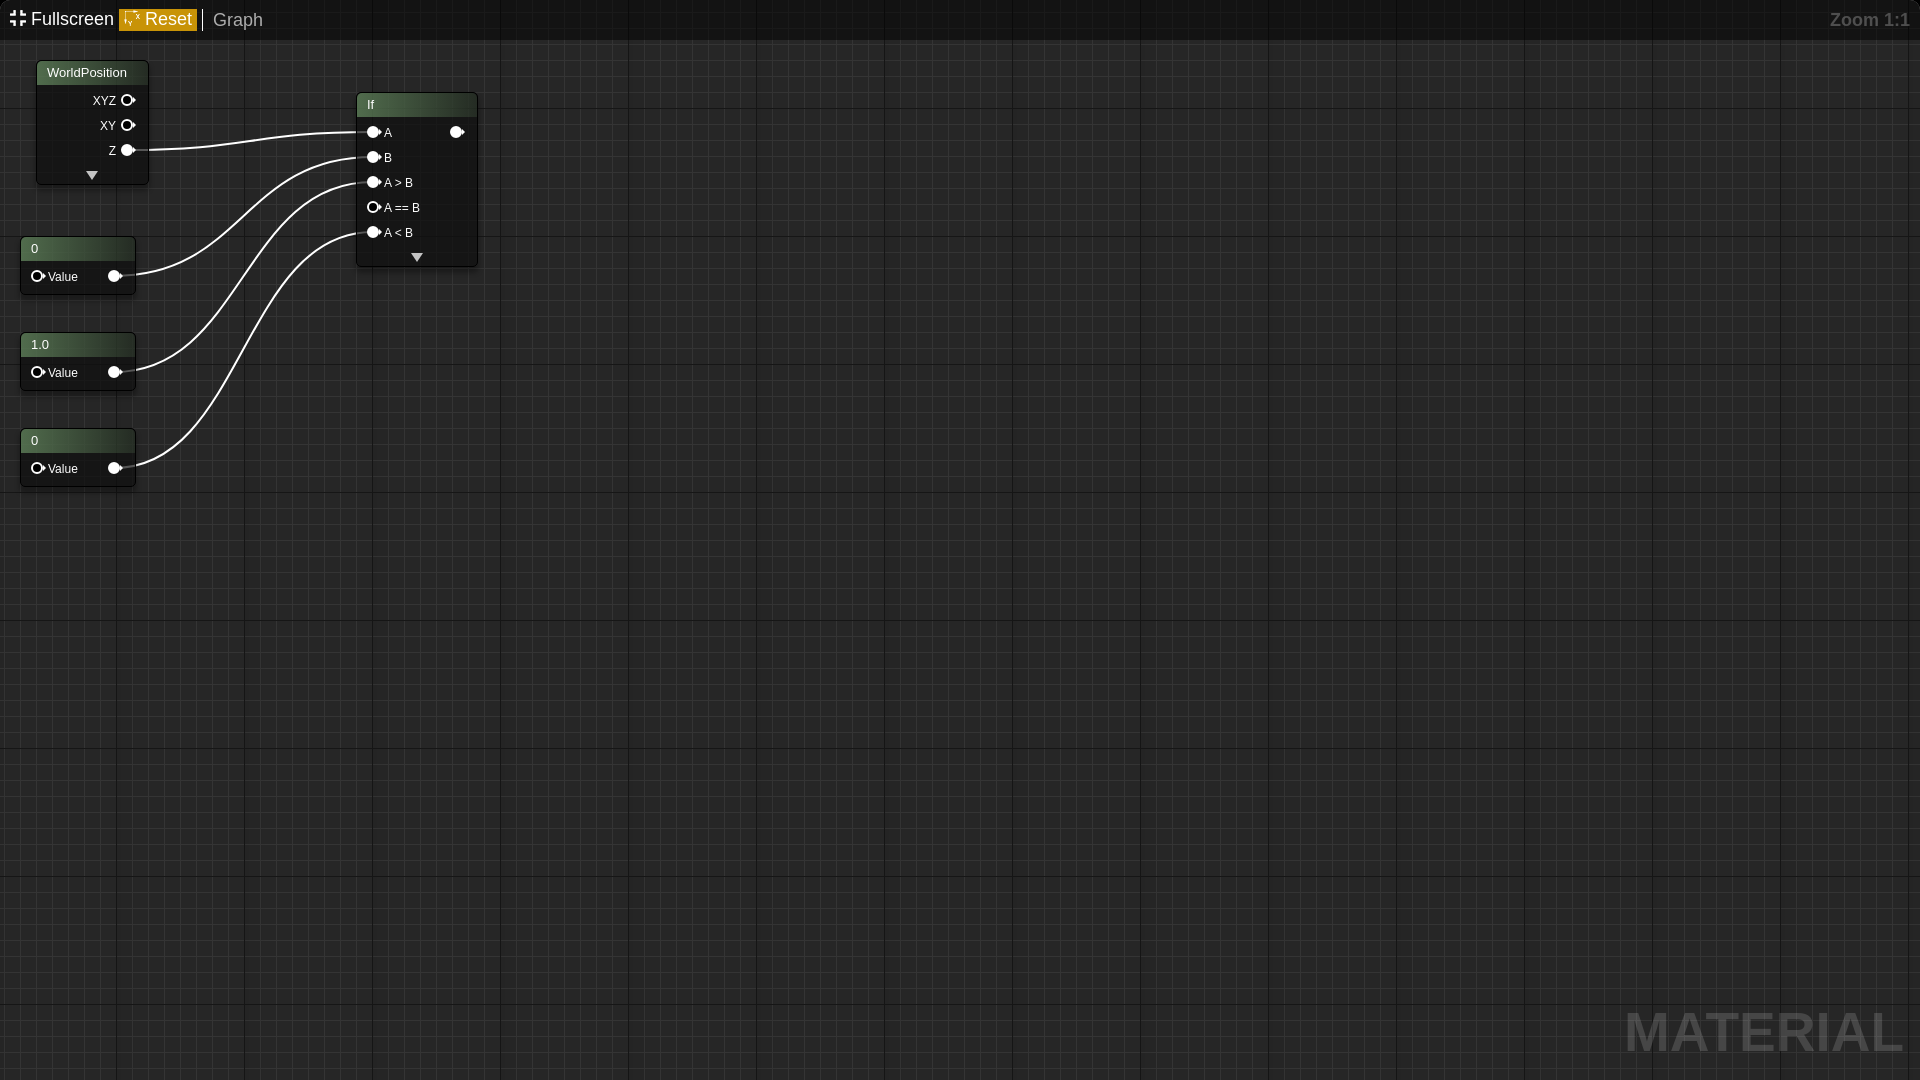 Fullscreen Reset Graph Zoom 1:1
WorldPosition
XYZ
XY
Z
If
A
B
A > B
A == B
A < B
0
Value
1.0
Value
0
Value
MATERIAL